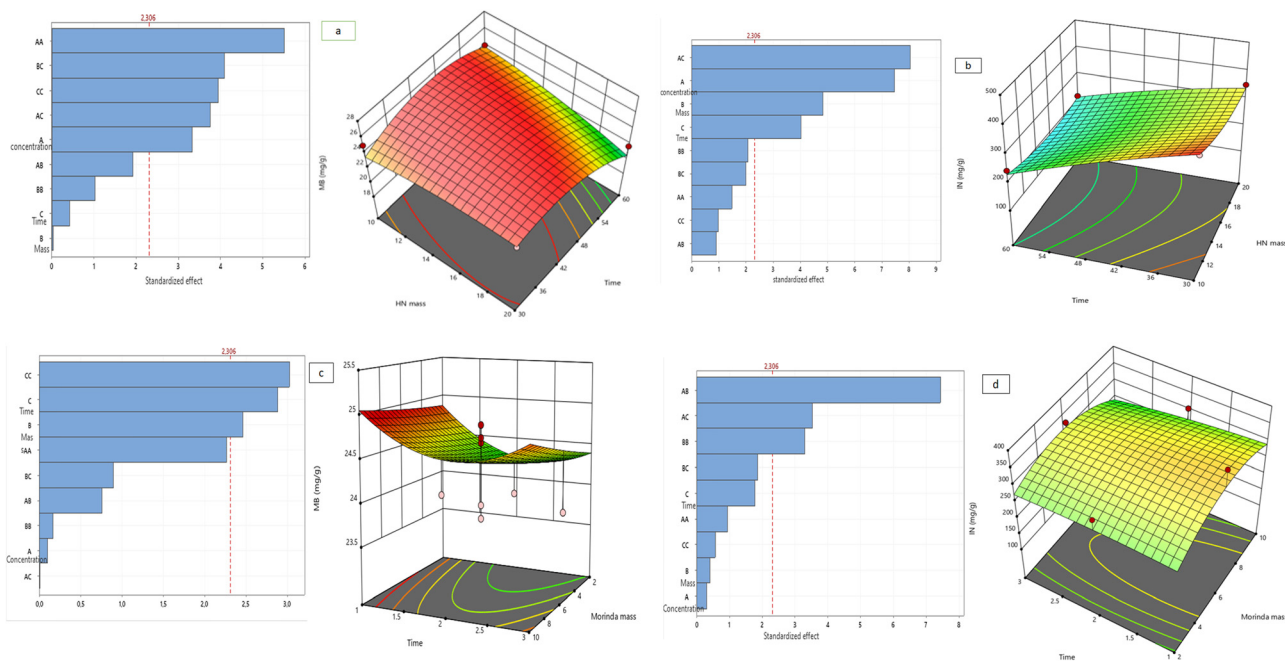 2.306
a
AA
BC
CC
AC
A
concentration
AB
BB
C
Time
B
Mass
0 1 2 3 4 5 6
Standardized effect
MB (mg/g)
28
26
24
22
20
18
10 12 14 16 18 20
HN mass
30 36 42 48 54 60
Time
2.306
b
AC
A
concentration
B
Mass
C
Time
BB
BC
AA
CC
AB
0 1 2 3 4 5 6 7 8 9
standardized effect
IN (mg/g)
500
400
300
200
100
60 54 48 42 36 30
Time
10 12 14 16 18 20
HN mass
2.306
c
CC
C
Time
B
Mas
AA
BC
AB
BB
A
Concentration
AC
0,0 0,5 1,0 1,5 2,0 2,5 3,0
MB (mg/g)
25.5
25
24.5
24
23.5
1 1.5 2 2.5 3
Time
10 8 6 4 2
Morinda mass
2.306
d
AB
AC
BB
BC
C
Time
AA
CC
B
Mass
A
Concentration
0 1 2 3 4 5 6 7 8
Standardized effect
IN (mg/g)
400
350
300
250
200
150
100
3 2.5 2 1.5 1
Time
2 4 6 8 10
Morinda mass